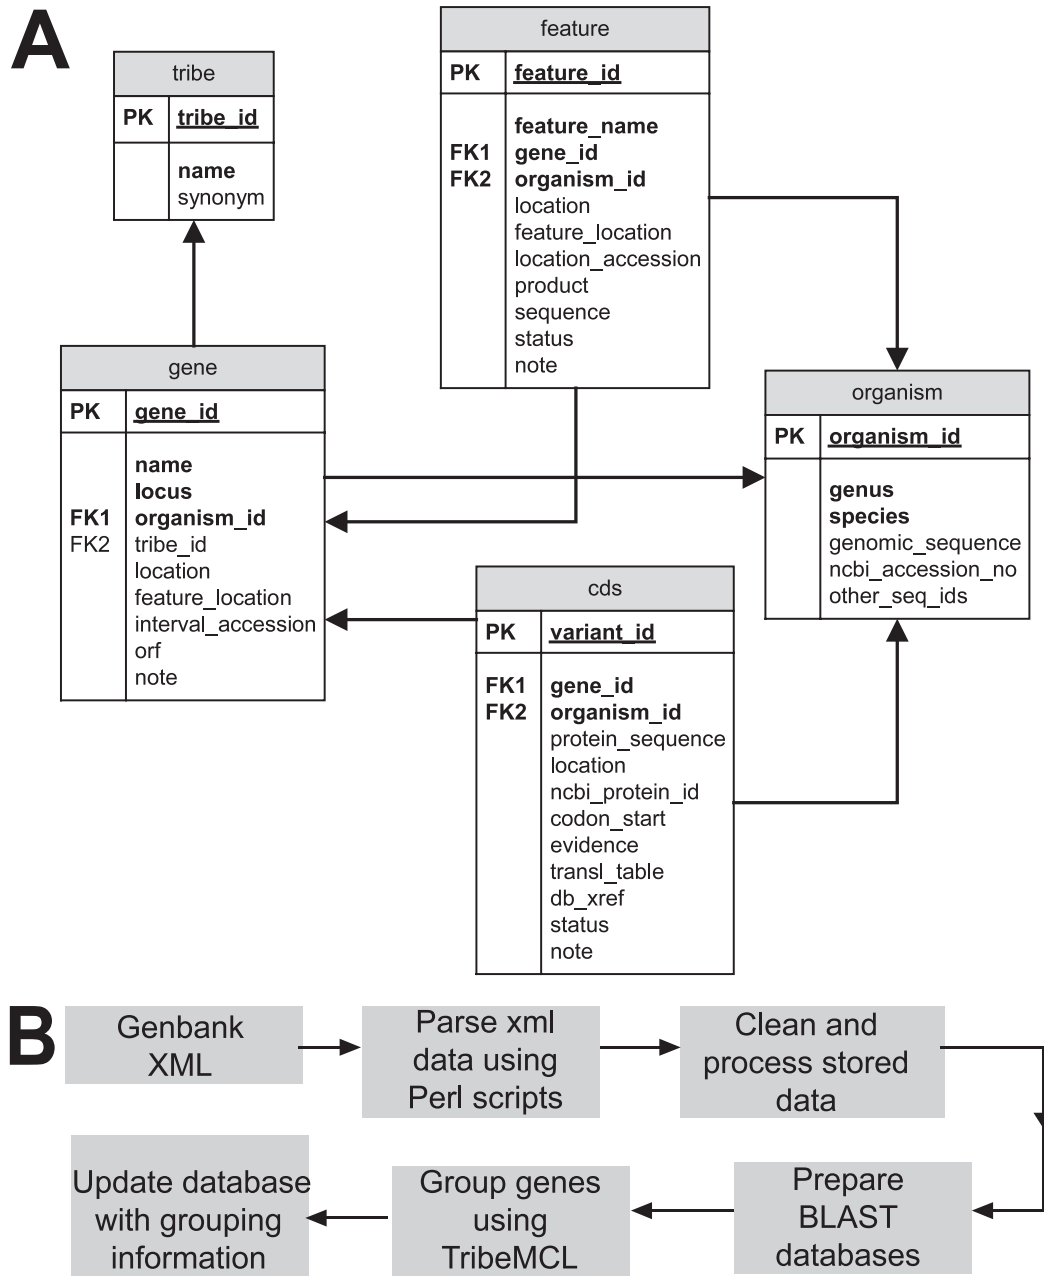 A
tribe
PK tribe_id
name
synonym
feature
PK feature_id
feature_name
FK1 gene_id
FK2 organism_id
location
feature_location
location_accession
product
sequence
status
note
gene
PK gene_id
name
locus
FK1 organism_id
FK2 tribe_id
location
feature_location
interval_accession
orf
note
organism
PK organism_id
genus
species
genomic_sequence
ncbi_accession_no
other_seq_ids
cds
PK variant_id
FK1 gene_id
FK2 organism_id
protein_sequence
location
ncbi_protein_id
codon_start
evidence
transl_table
db_xref
status
note
B
Genbank
XML
Parse xml
data using
Perl scripts
Clean and
process stored
data
Prepare
BLAST
databases
Group genes
using
TribeMCL
Update database
with grouping
information